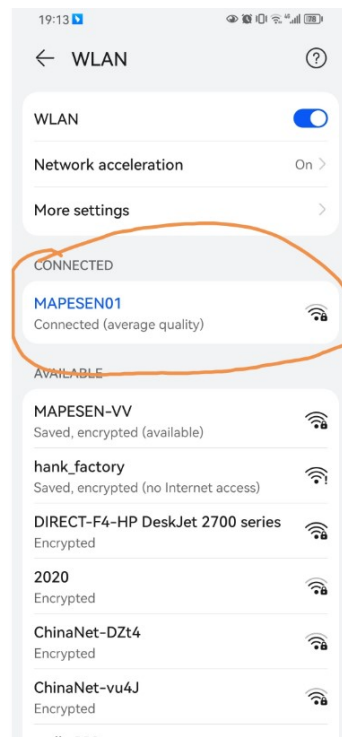 19:13
WLAN
WLAN
Network acceleration On
More settings
CONNECTED
MAPESEN01
Connected (average quality)
AVAILABLE
MAPESEN-VV
Saved, encrypted (available)
hank_factory
Saved, encrypted (no Internet access)
DIRECT-F4-HP DeskJet 2700 series
Encrypted
2020
Encrypted
ChinaNet-DZt4
Encrypted
ChinaNet-vu4J
Encrypted